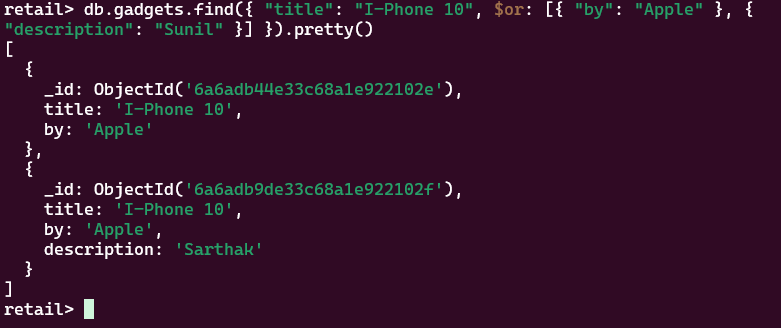 retail> db.gadgets.find({ "title": "I-Phone 10", $or: [{ "by": "Apple" }, {
"description": "Sunil" }] }).pretty()
[
  {
    _id: ObjectId('6a6adb44e33c68a1e922102e'),
    title: 'I-Phone 10',
    by: 'Apple'
  },
  {
    _id: ObjectId('6a6adb9de33c68a1e922102f'),
    title: 'I-Phone 10',
    by: 'Apple',
    description: 'Sarthak'
  }
]
retail>